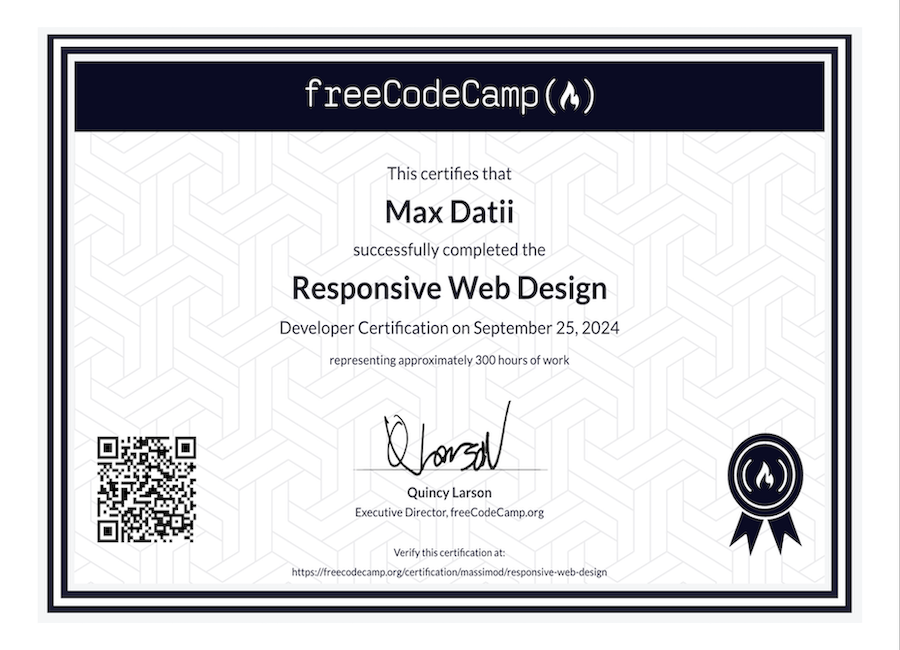 freeCodeCamp
This certifies that
Max Datii
successfully completed the
Responsive Web Design
Developer Certification on September 25, 2024
representing approximately 300 hours of work
QLarson
Quincy Larson
Executive Director, freeCodeCamp.org
Verify this certification at:
https://freecodecamp.org/certification/massimod/responsive-web-design